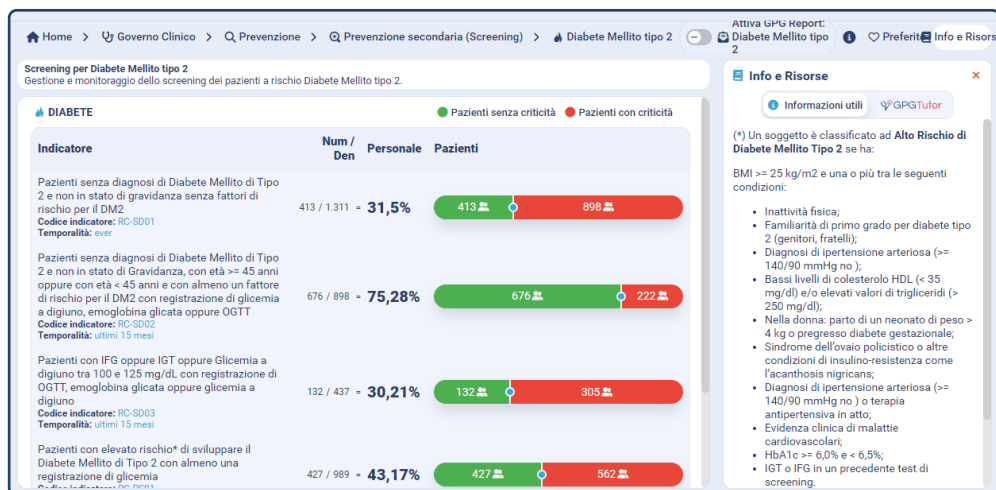 Home > Governo Clinico > Prevenzione > Prevenzione secondaria (Screening) > Diabete Mellito tipo 2
Attiva GPG Report:
Diabete Mellito tipo
2
Preferiti
Info e Risorse
Screening per Diabete Mellito tipo 2
Gestione e monitoraggio dello screening dei pazienti a rischio Diabete Mellito tipo 2.
DIABETE
Pazienti senza criticità Pazienti con criticità
Indicatore
Num /
Den
Personale
Pazienti
Pazienti senza diagnosi di Diabete Mellito di Tipo
2 e non in stato di gravidanza senza fattori di
rischio per il DM2
Codice indicatore: RC-SD01
Temporalità: ever
413 / 1.311 = 31,5%
413
898
Pazienti senza diagnosi di Diabete Mellito di Tipo
2 e non in stato di Gravidanza, con età >= 45 anni
oppure con età < 45 anni e con almeno un fattore
di rischio per il DM2 con registrazione di glicemia
a digiuno, emoglobina glicata oppure OGTT
Codice indicatore: RC-SD02
Temporalità: ultimi 15 mesi
676 / 898 = 75,28%
676
222
Pazienti con IFG oppure IGT oppure Glicemia a
digiuno tra 100 e 125 mg/dL con registrazione di
OGTT, emoglobina glicata oppure glicemia a
digiuno
Codice indicatore: RC-SD03
Temporalità: ultimi 15 mesi
132 / 437 = 30,21%
132
305
Pazienti con elevato rischio* di sviluppare il
Diabete Mellito di Tipo 2 con almeno una
registrazione di glicemia
427 / 989 = 43,17%
427
562
Info e Risorse
Informazioni utili
GPGTutor
(*) Un soggetto è classificato ad Alto Rischio di
Diabete Mellito Tipo 2 se ha:
BMI >= 25 kg/m2 e una o più tra le seguenti
condizioni:
• Inattività fisica;
• Familiarità di primo grado per diabete tipo
2 (genitori, fratelli);
• Diagnosi di ipertensione arteriosa (>=
140/90 mmHg no );
• Bassi livelli di colesterolo HDL (< 35
mg/dl) e/o elevati valori di trigliceridi (>
250 mg/dl);
• Nella donna: parto di un neonato di peso >
4 kg o pregresso diabete gestazionale;
• Sindrome dell'ovaio policistico o altre
condizioni di insulino-resistenza come
l'acanthosis nigricans;
• Diagnosi di ipertensione arteriosa (>=
140/90 mmHg no ) o terapia
antipertensiva in atto;
• Evidenza clinica di malattie
cardiovascolari;
• HbA1c >= 6,0% e < 6,5%;
• IGT o IFG in un precedente test di
screening.